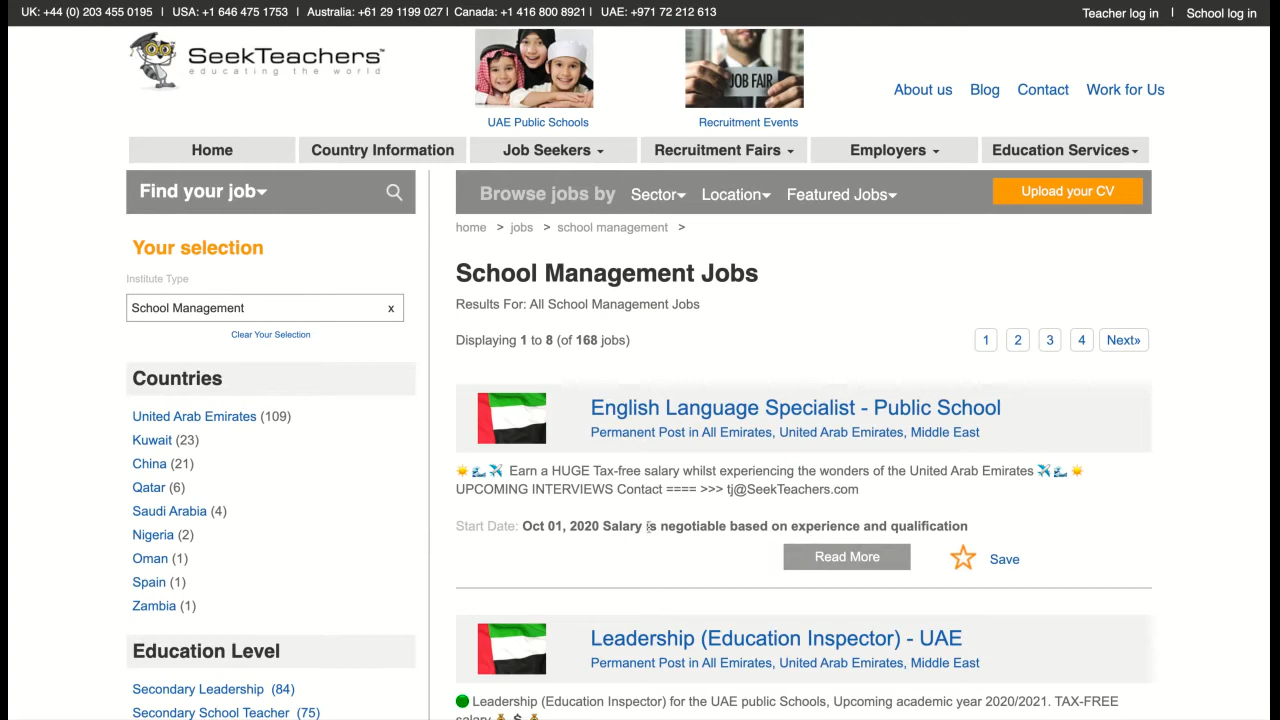 UK: +44 (0) 203 455 0195 | USA: +1 646 475 1753 | Australia: +61 29 1199 027 | Canada: +1 416 800 8921 | UAE: +971 72 212 613
Teacher log in | School log in
SeekTeachers™
educating the world
JOB FAIR
UAE Public Schools
Recruitment Events
About us Blog Contact Work for Us
Home Country Information Job Seekers Recruitment Fairs Employers Education Services
Find your job
Browse jobs by Sector Location Featured Jobs Upload your CV
home > jobs > school management >
Your selection
Institute Type
School Management x
Clear Your Selection
School Management Jobs
Results For: All School Management Jobs
Displaying 1 to 8 (of 168 jobs)
1 2 3 4 Next»
Countries
United Arab Emirates (109)
Kuwait (23)
China (21)
Qatar (6)
Saudi Arabia (4)
Nigeria (2)
Oman (1)
Spain (1)
Zambia (1)
Education Level
Secondary Leadership (84)
Secondary School Teacher (75)
English Language Specialist - Public School
Permanent Post in All Emirates, United Arab Emirates, Middle East
☀️🌊✈️ Earn a HUGE Tax-free salary whilst experiencing the wonders of the United Arab Emirates ✈️🌊☀️
UPCOMING INTERVIEWS Contact ==== >>> tj@SeekTeachers.com
Start Date: Oct 01, 2020 Salary is negotiable based on experience and qualification
Read More Save
Leadership (Education Inspector) - UAE
Permanent Post in All Emirates, United Arab Emirates, Middle East
🟢 Leadership (Education Inspector) for the UAE public Schools, Upcoming academic year 2020/2021. TAX-FREE
salary 💰 💲 💰